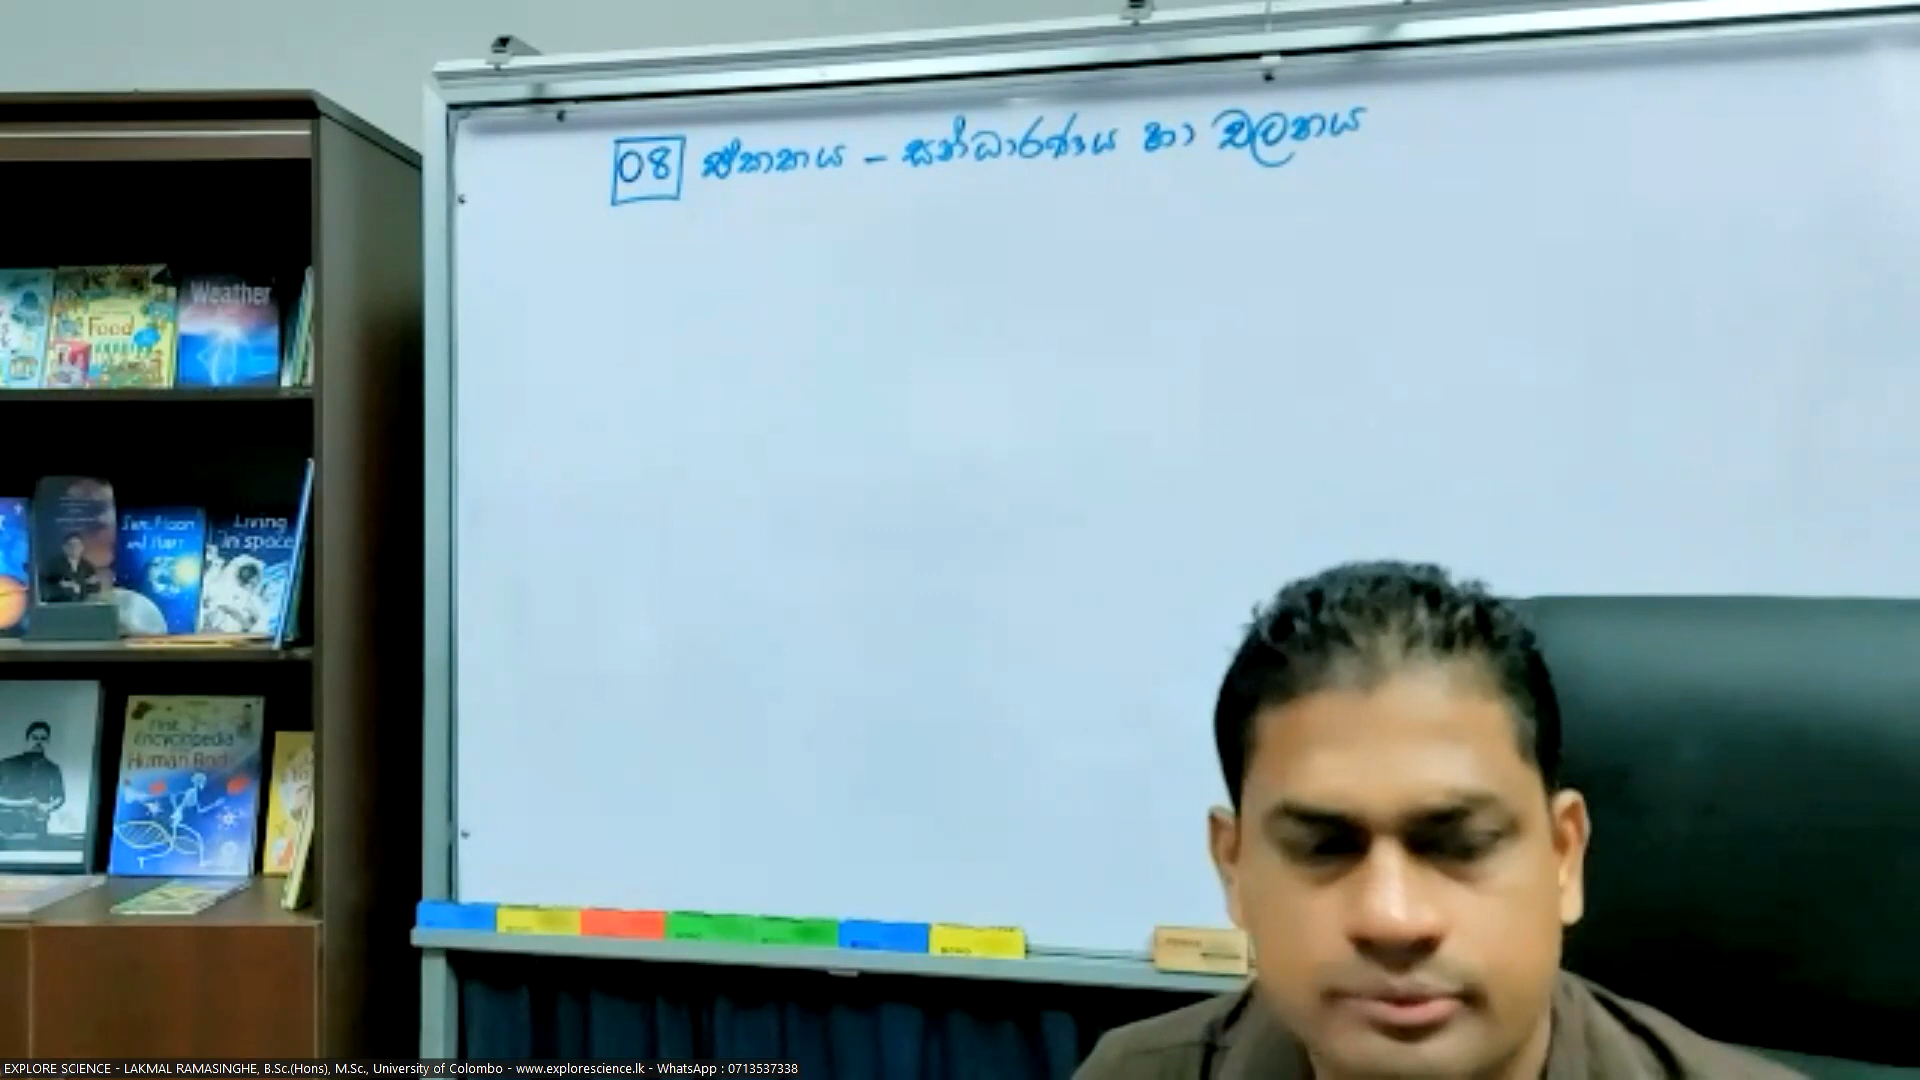 08 ඒකකය - සන්ධාරණය හා චලනය
Weather
Food
Sun, Moon
and Stars
Living
in space
First
Encyclopedia
Human Body
EXPLORE SCIENCE - LAKMAL RAMASINGHE, B.Sc.(Hons), M.Sc., University of Colombo - www.explorescience.lk - WhatsApp : 0713537338